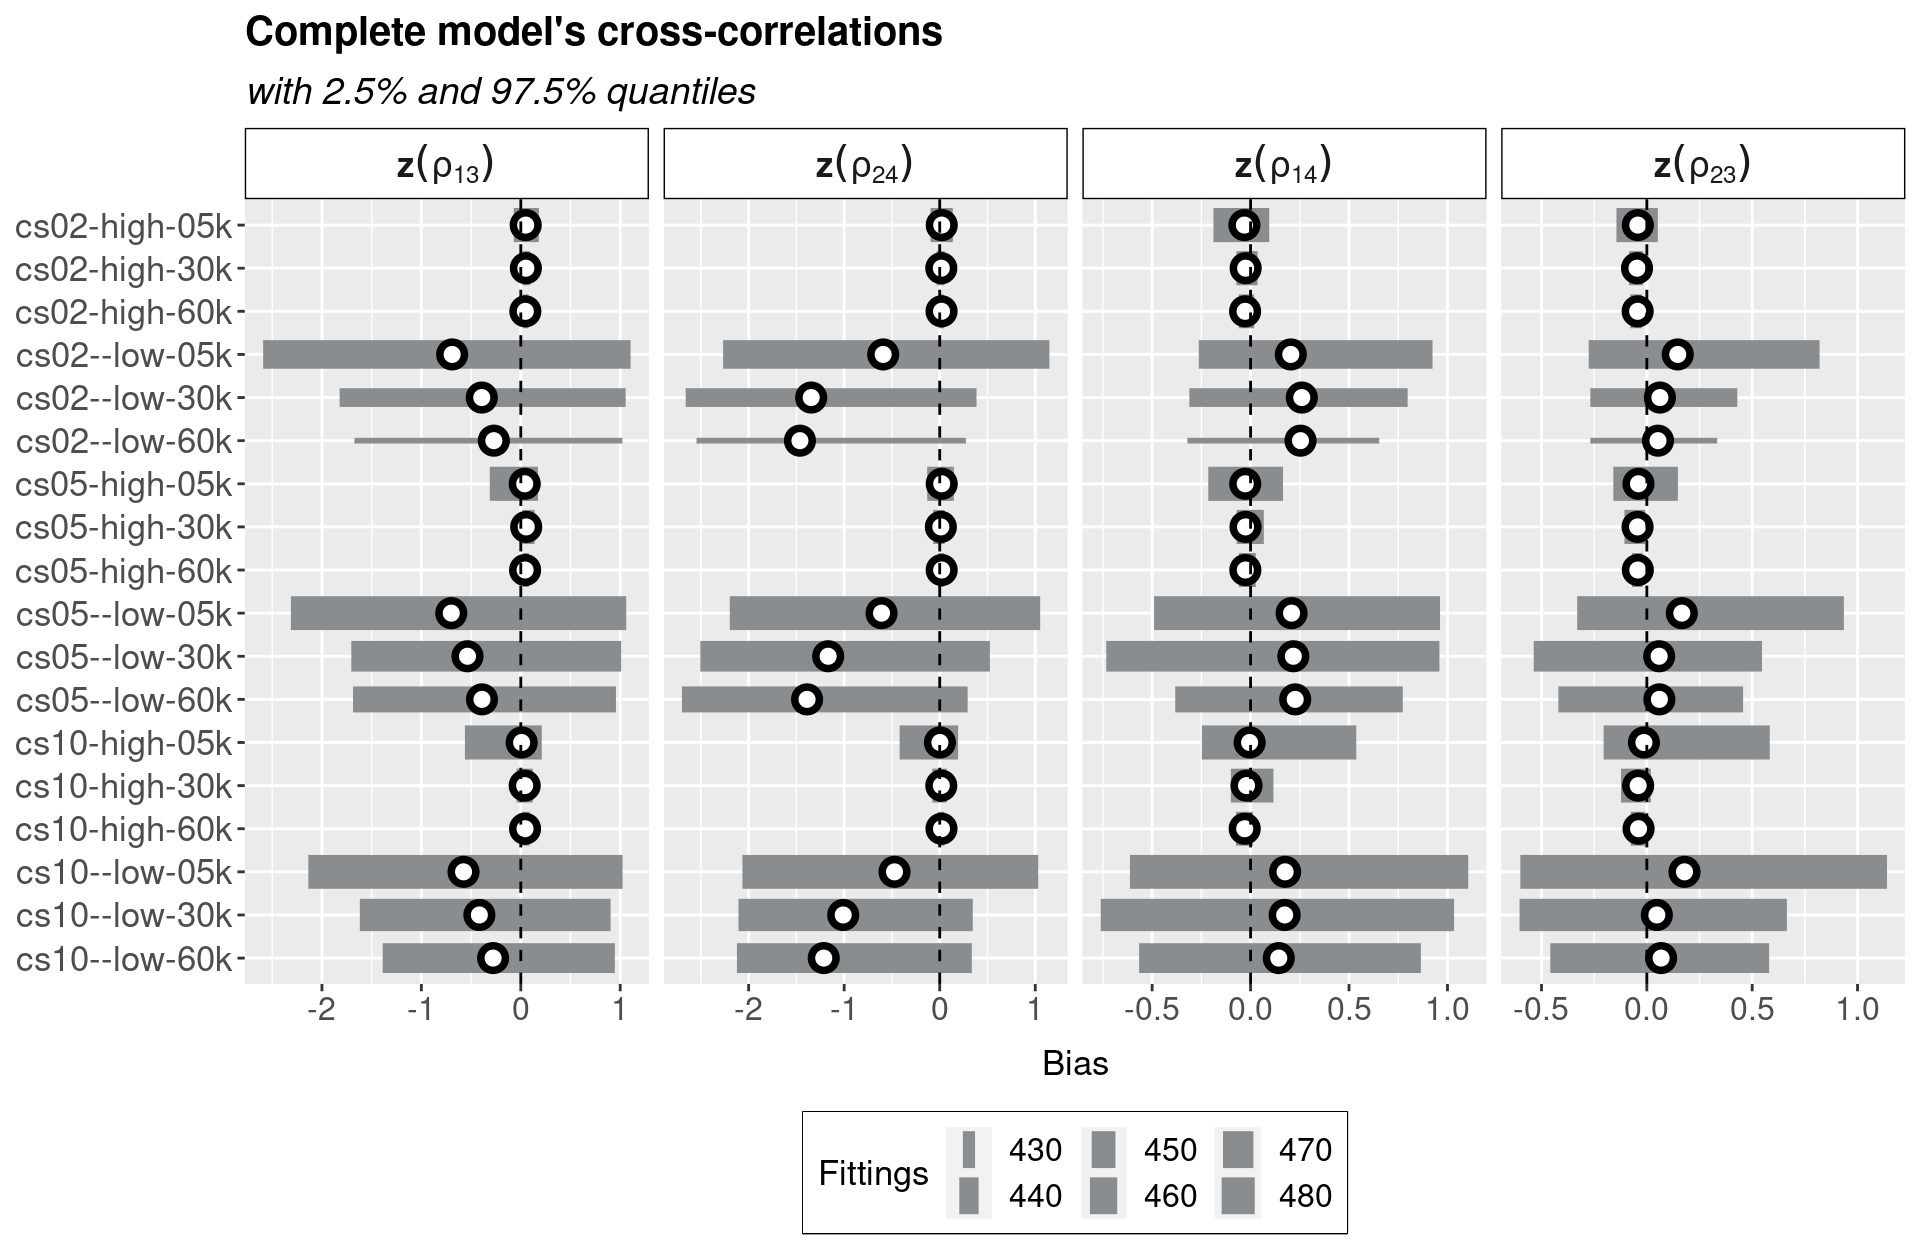 Complete model's cross-correlations
with 2.5% and 97.5% quantiles
z(ρ13) z(ρ24) z(ρ14) z(ρ23)
cs02-high-05k
cs02-high-30k
cs02-high-60k
cs02--low-05k
cs02--low-30k
cs02--low-60k
cs05-high-05k
cs05-high-30k
cs05-high-60k
cs05--low-05k
cs05--low-30k
cs05--low-60k
cs10-high-05k
cs10-high-30k
cs10-high-60k
cs10--low-05k
cs10--low-30k
cs10--low-60k
-2 -1 0 1 -2 -1 0 1 -0.5 0.0 0.5 1.0 -0.5 0.0 0.5 1.0
Bias
Fittings
430 450 470
440 460 480